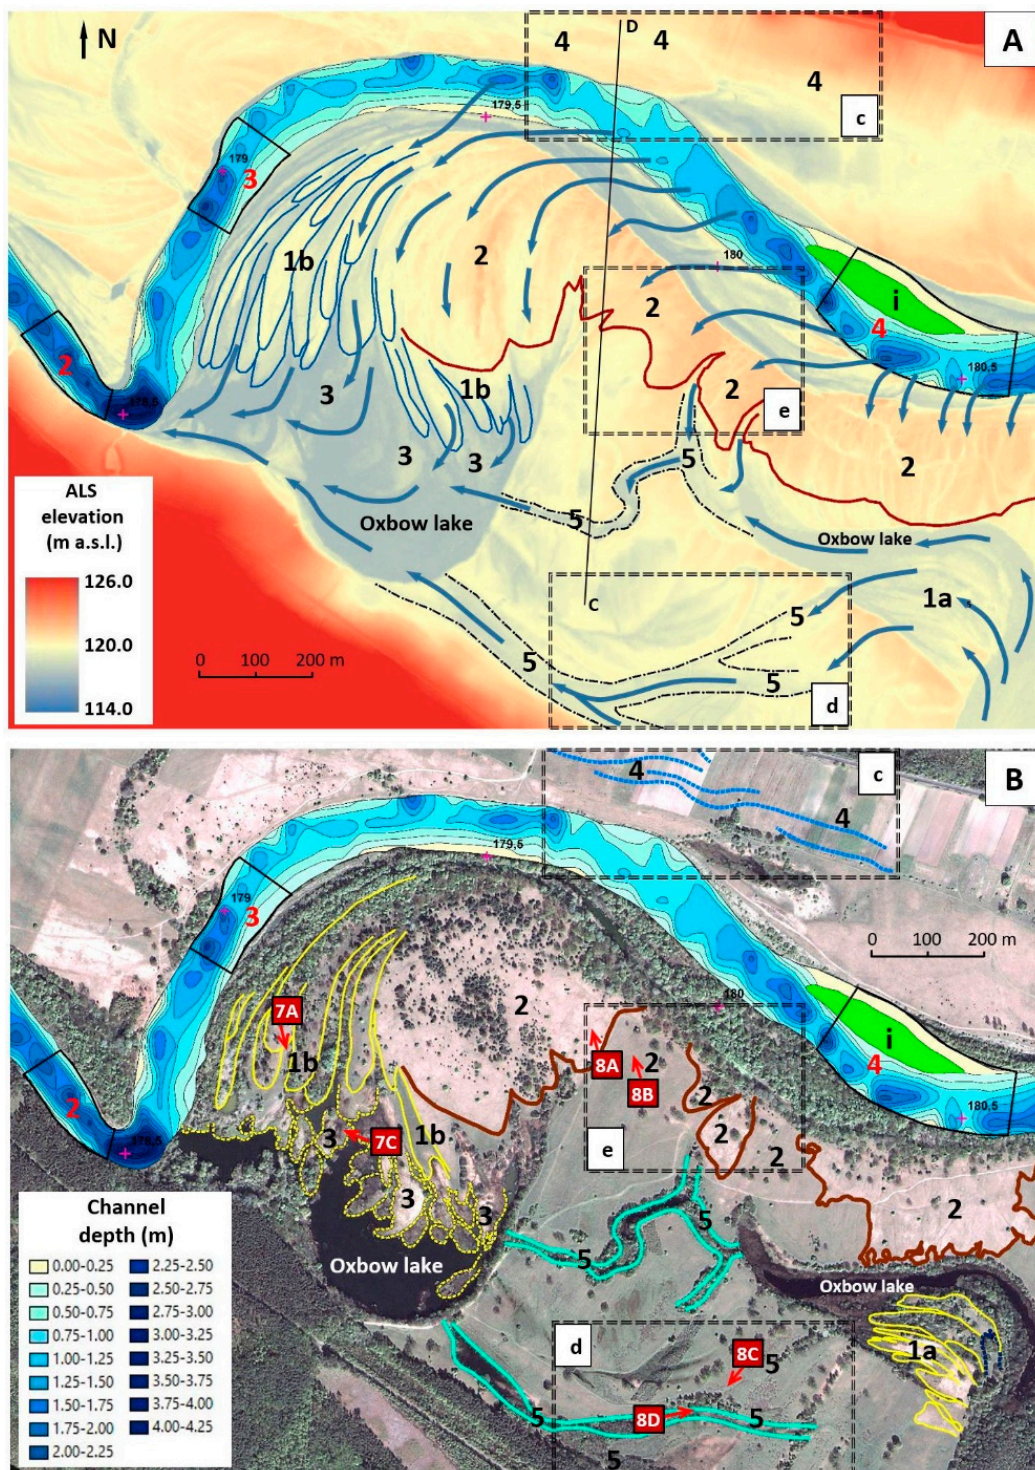 N
D
A
4
4
4
c
179,5
179
3
1b
2
2
180
i
4
2
180,5
2
178,5
3
1b
2
e
3
3
5
2
Oxbow lake
5
Oxbow lake
ALS
elevation
(m a.s.l.)
126.0
120.0
114.0
C
1a
5
5
5
0 100 200 m
d
B
c
4
4
179,5
179
3
0 100 200 m
2
180
7A
1b
8A
2
8B
i
4
2
180,5
178,5
2
3
7C
1b
2
2
e
3
3
5
2
5
Oxbow lake
Oxbow lake
Channel
depth (m)
0.00-0.25
0.25-0.50
0.50-0.75
0.75-1.00
1.00-1.25
1.25-1.50
1.50-1.75
1.75-2.00
2.00-2.25
2.25-2.50
2.50-2.75
2.75-3.00
3.00-3.25
3.25-3.50
3.50-3.75
3.75-4.00
4.00-4.25
d
8C
5
1a
5
8D
5
5